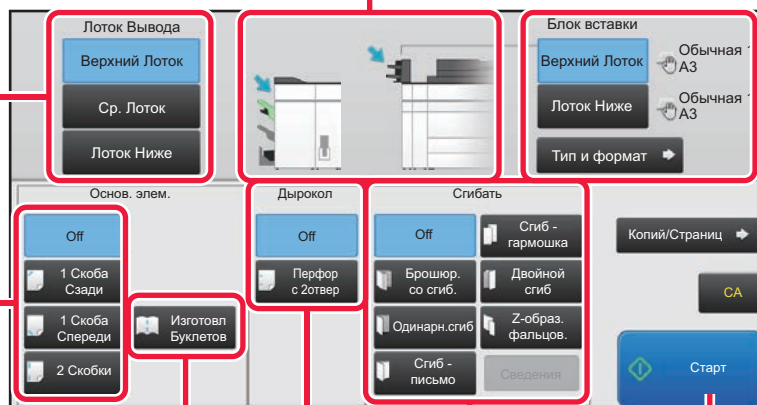 Лоток Вывода
Верхний Лоток
Ср. Лоток
Лоток Ниже
Блок вставки
Верхний Лоток
Обычная 1
A3
Лоток Ниже
Обычная 1
A3
Тип и формат
Основ. элем.
Off
1 Скоба
Сзади
1 Скоба
Спереди
2 Скобки
Изготовл
Буклетов
Дырокол
Off
Перфор
с 2отвер
Сгибать
Off
Сгиб -
гармошка
Брошюр.
со сгиб.
Двойной
сгиб
Одинарн.сгиб
Z-образ.
фальцов.
Сгиб -
письмо
Сведения
Копий/Страниц
CA
Старт